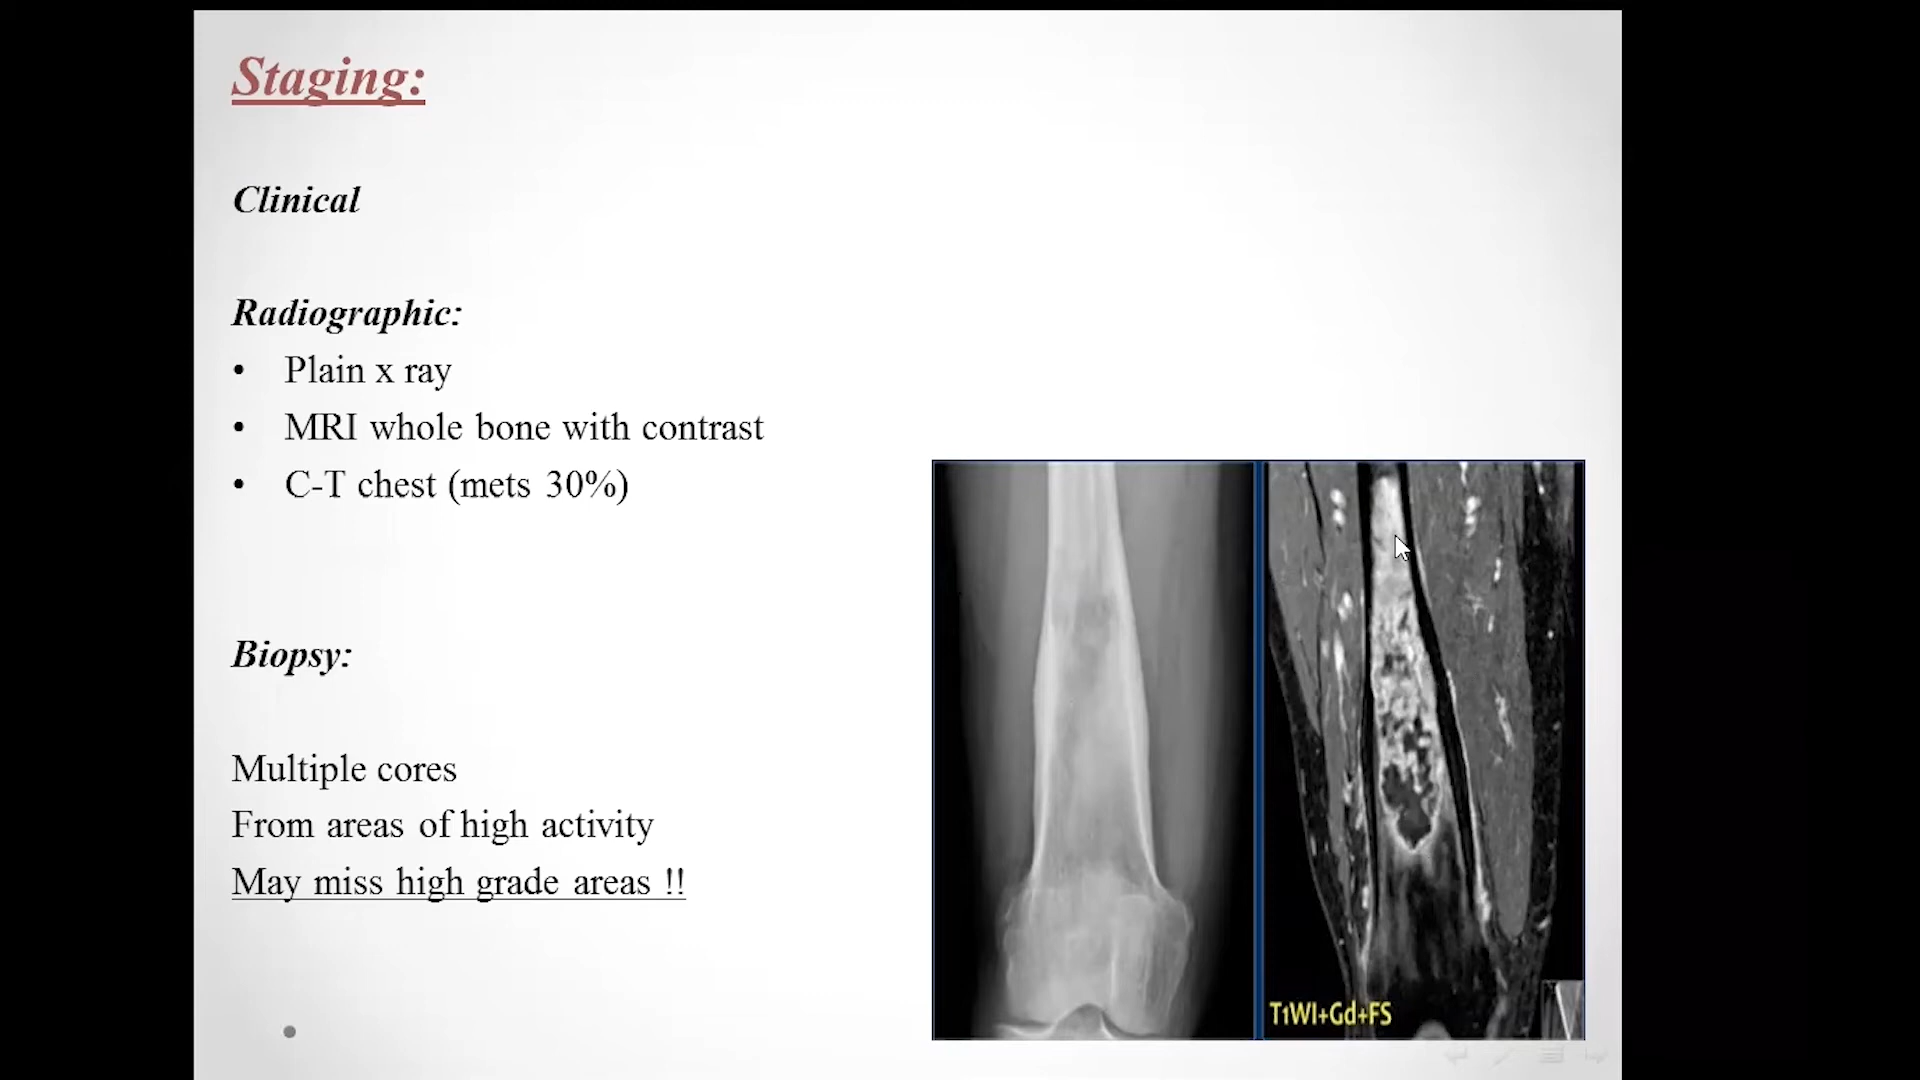 Staging:
Clinical
Radiographic:
• Plain x ray
• MRI whole bone with contrast
• C-T chest (mets 30%)
Biopsy:
Multiple cores
From areas of high activity
May miss high grade areas !!
T1WI+Gd+FS